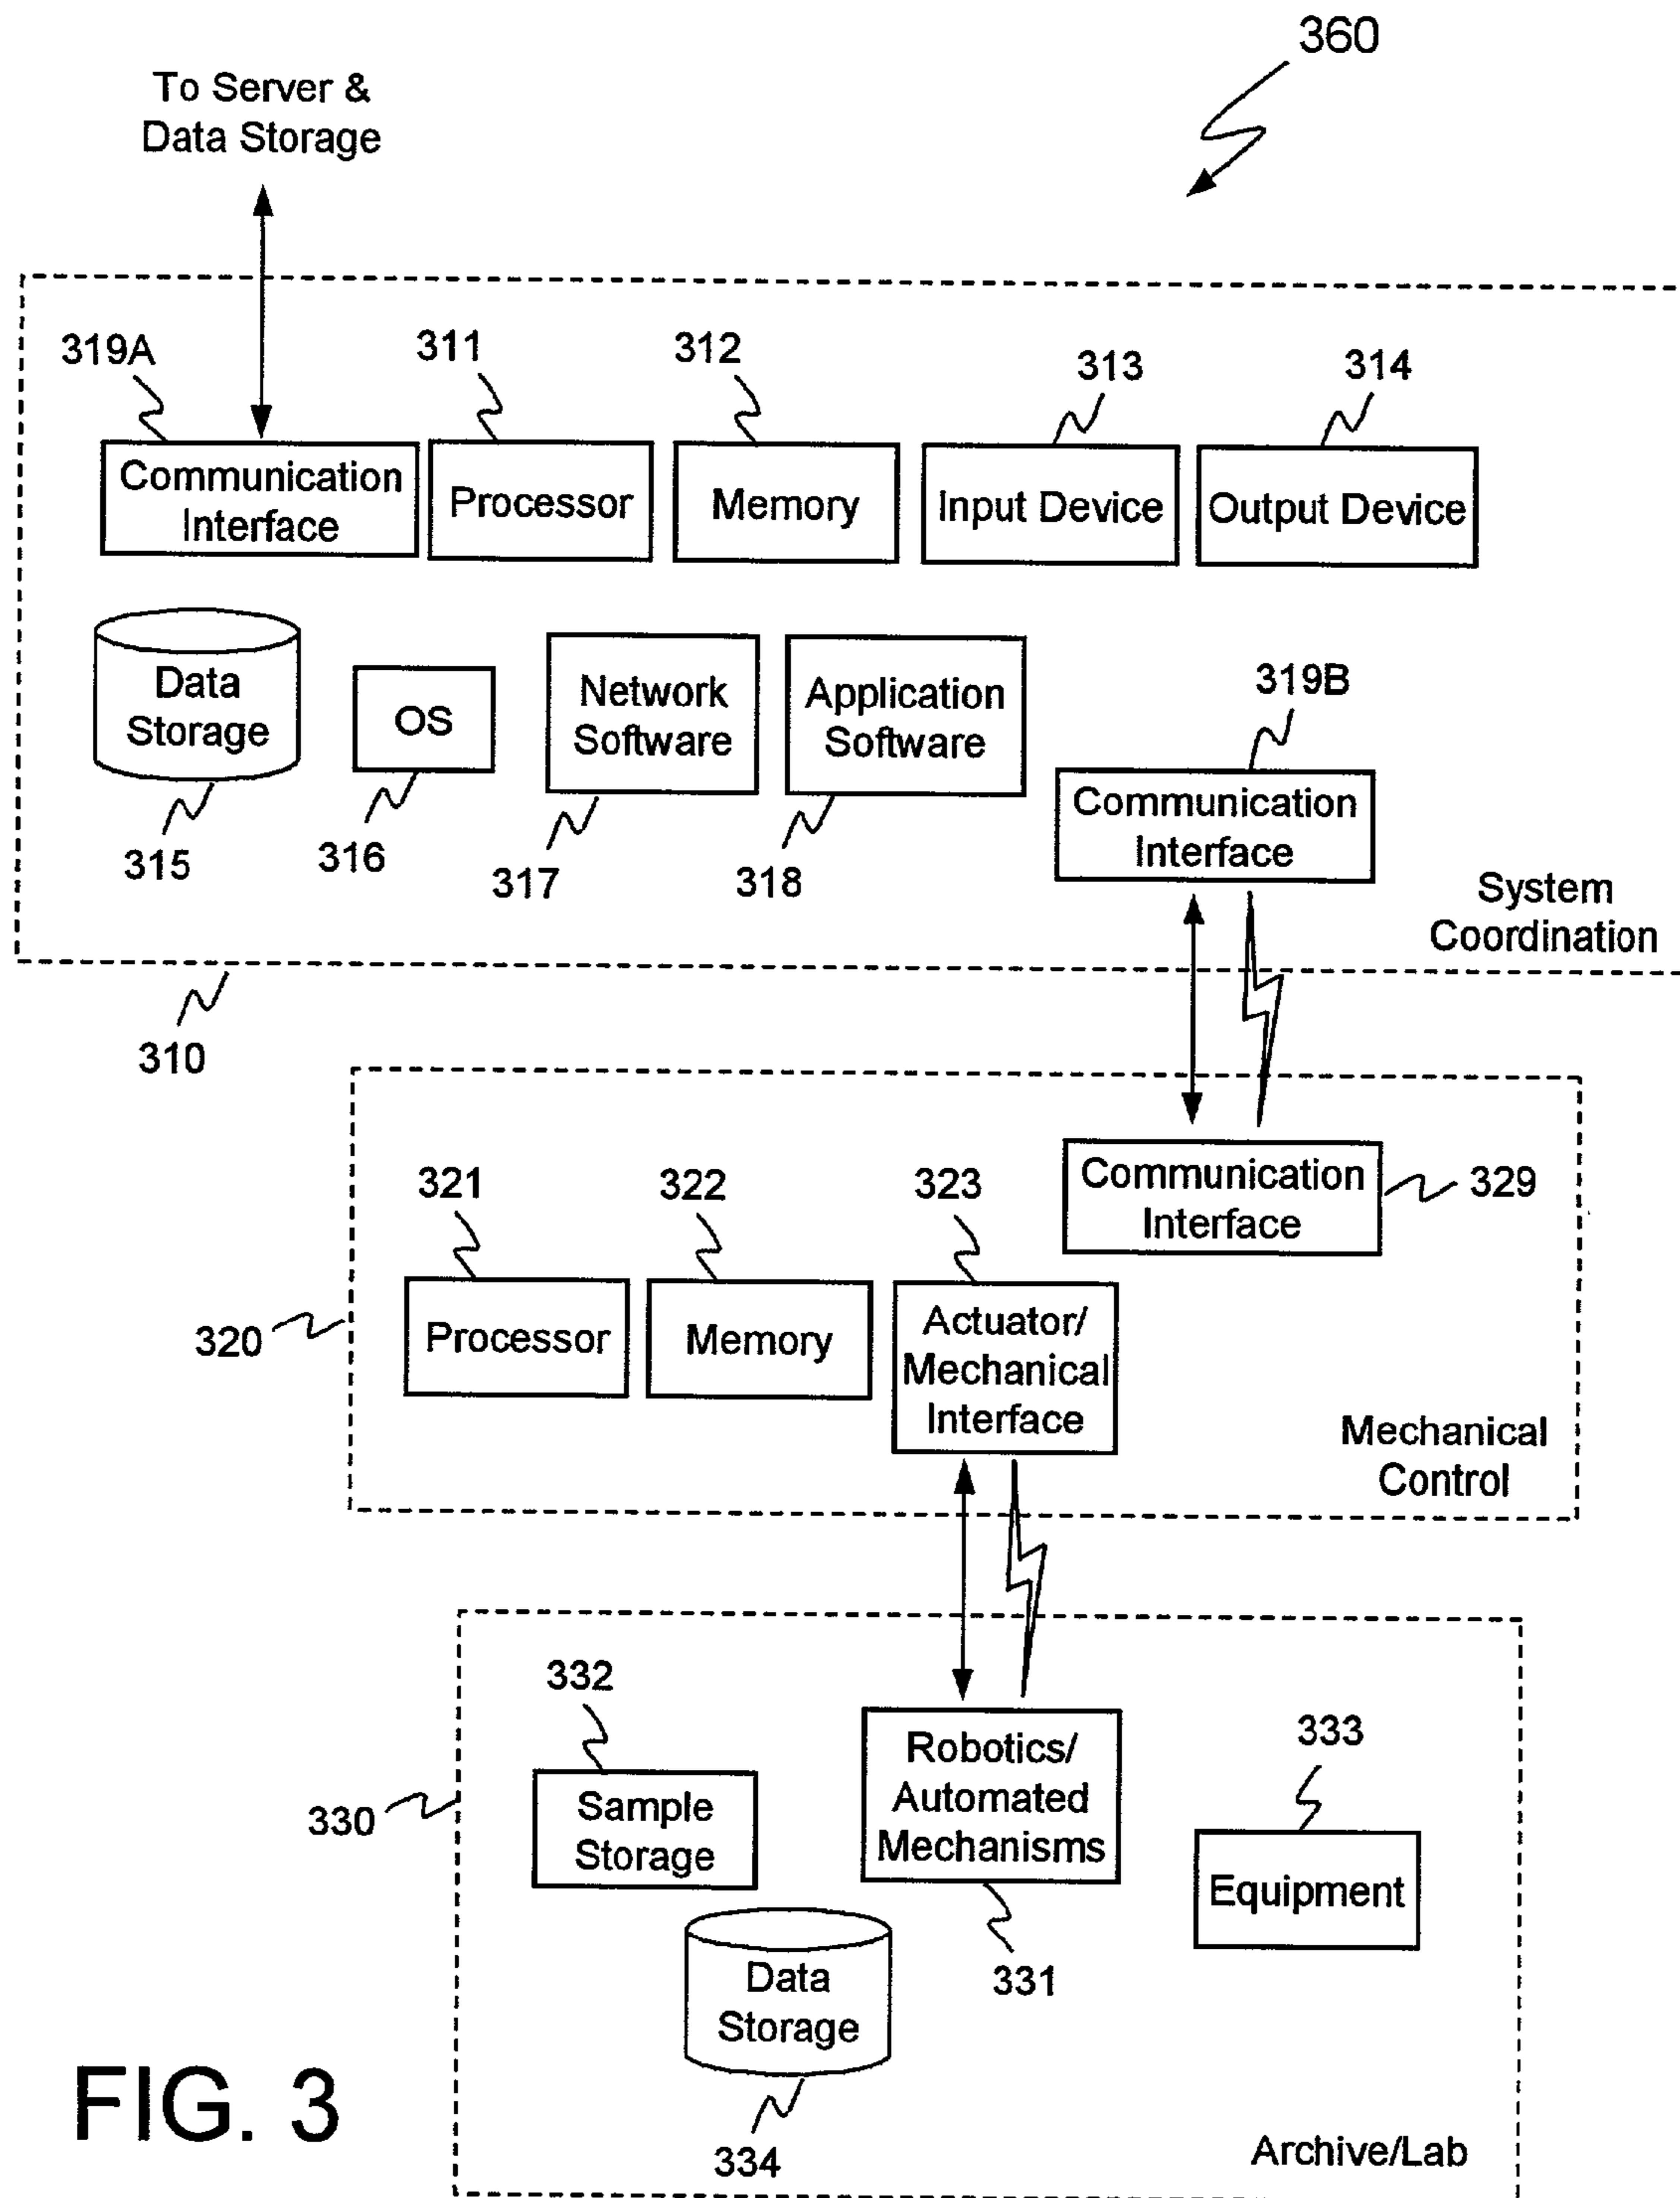 360
To Server &
Data Storage
319A
311
312
313
314
Communication
Interface
Processor
Memory
Input Device
Output Device
Data
Storage
OS
Network
Software
Application
Software
319B
Communication
Interface
315
316
317
318
System
Coordination
310
Communication
Interface
329
321
322
323
Processor
Memory
Actuator/
Mechanical
Interface
320
Mechanical
Control
332
Sample
Storage
Robotics/
Automated
Mechanisms
333
Equipment
330
331
Data
Storage
334
Archive/Lab
FIG. 3